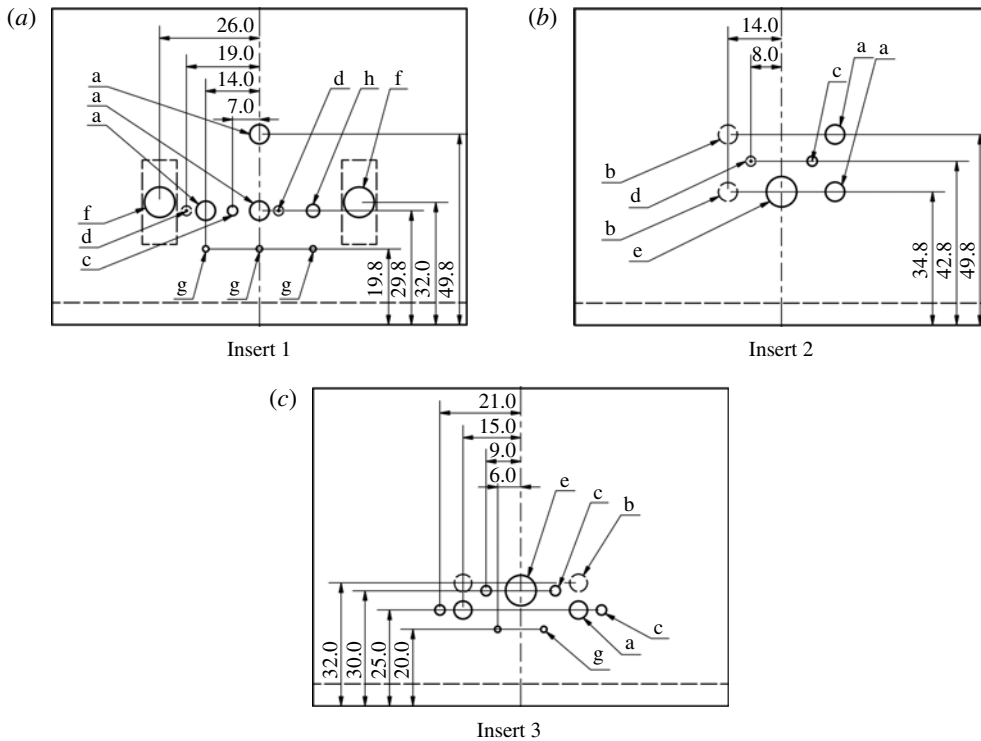 (a)
26.0
19.0
14.0
7.0
a
a
a
d
h
f
f
d
c
g
g
g
19.8
29.8
32.0
49.8
Insert 1
(b)
14.0
8.0
a
a
c
b
d
b
e
34.8
42.8
49.8
Insert 2
(c)
21.0
15.0
9.0
6.0
e
c
b
c
a
g
32.0
30.0
25.0
20.0
Insert 3